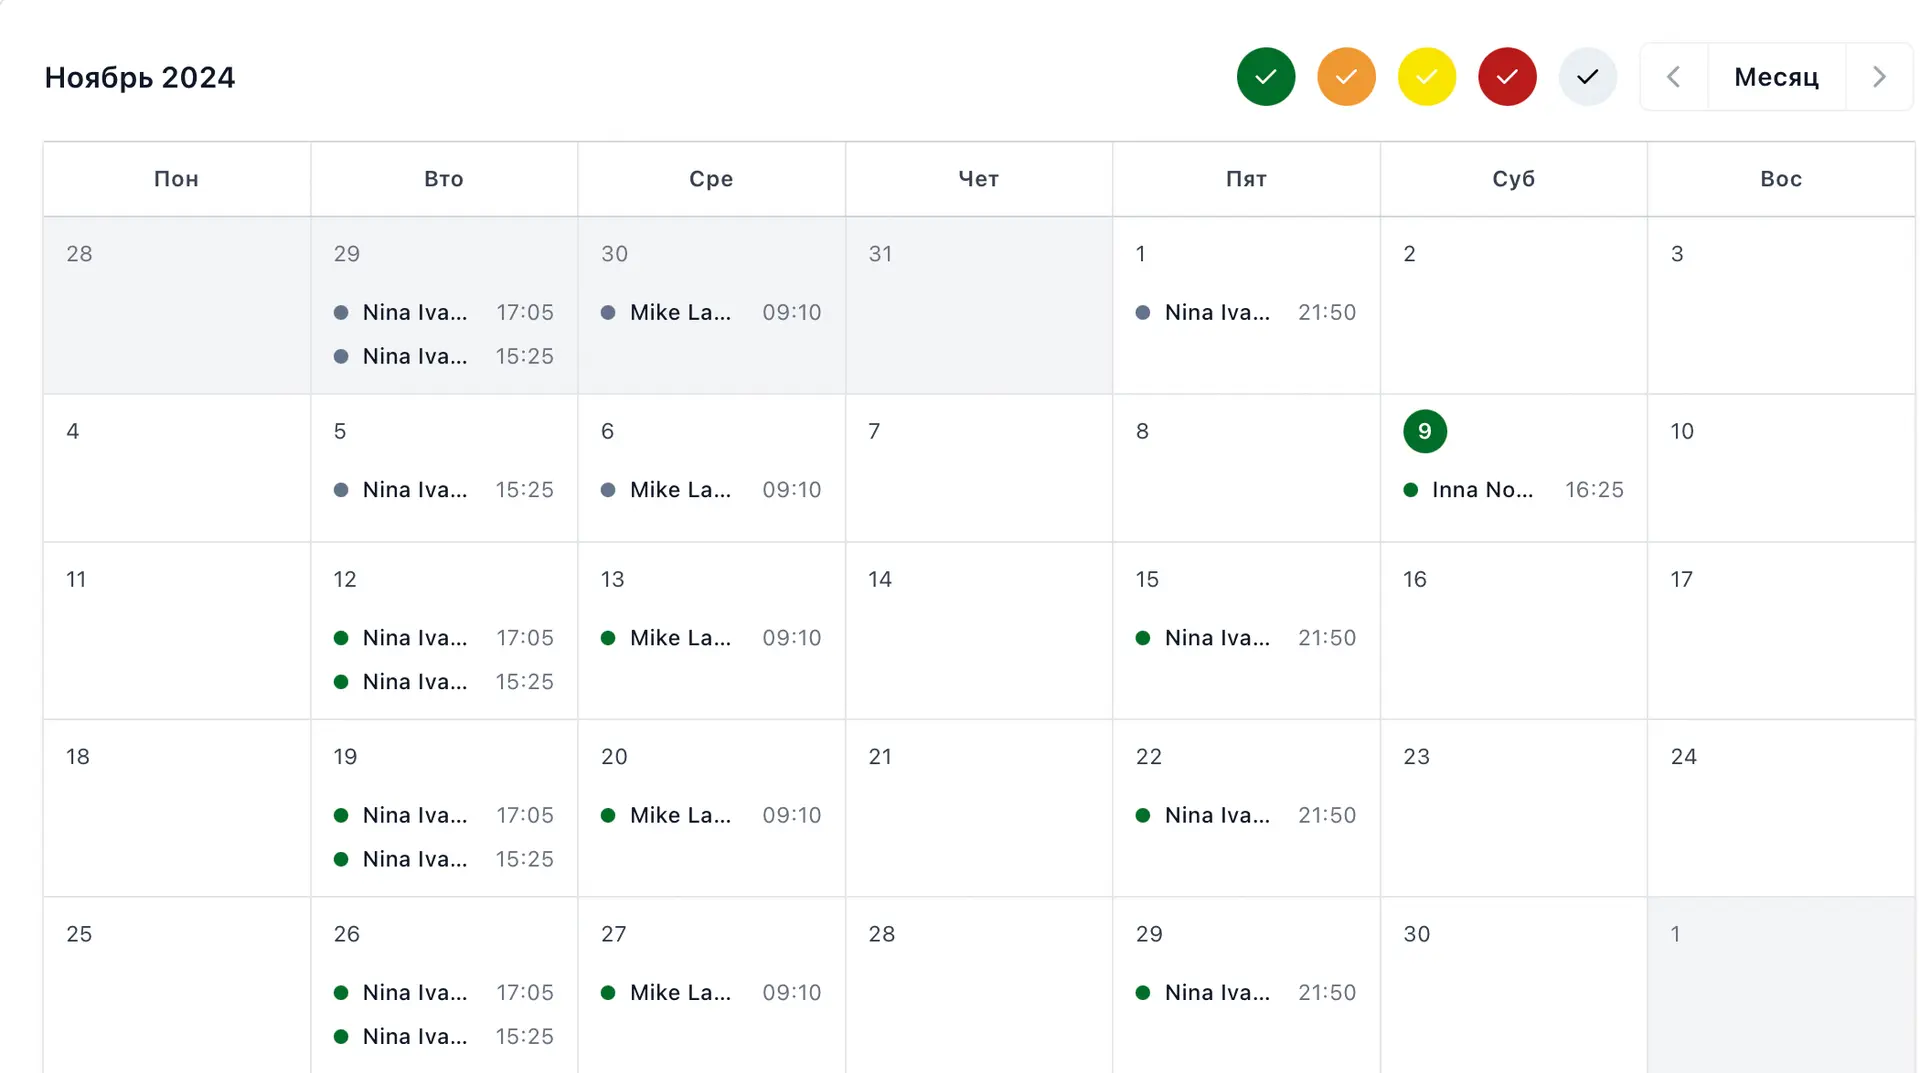 Ноябрь 2024
Месяц
Пон Вто Сре Чет Пят Суб Вос
28 29 30 31 1 2 3
Nina Iva... 17:05 Mike La... 09:10 Nina Iva... 21:50
Nina Iva... 15:25
4 5 6 7 8 9 10
Nina Iva... 15:25 Mike La... 09:10 Inna No... 16:25
11 12 13 14 15 16 17
Nina Iva... 17:05 Mike La... 09:10 Nina Iva... 21:50
Nina Iva... 15:25
18 19 20 21 22 23 24
Nina Iva... 17:05 Mike La... 09:10 Nina Iva... 21:50
Nina Iva... 15:25
25 26 27 28 29 30 1
Nina Iva... 17:05 Mike La... 09:10 Nina Iva... 21:50
Nina Iva... 15:25